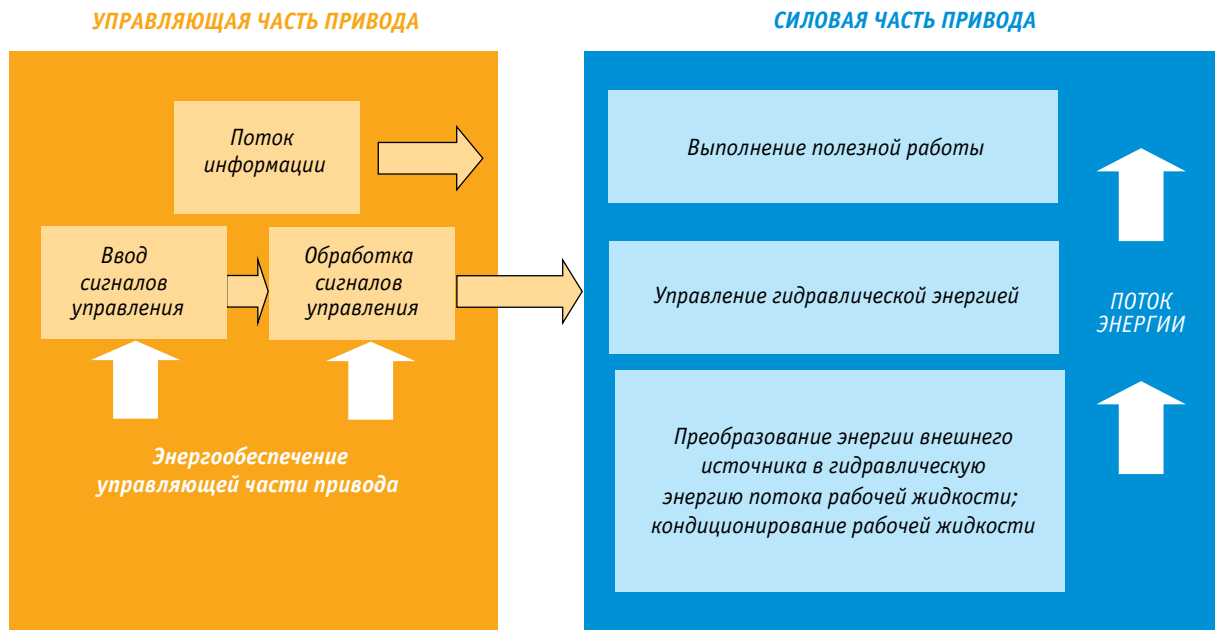 УПРАВЛЯЮЩАЯ ЧАСТЬ ПРИВОДА
Поток
информации
Ввод
сигналов
управления
Обработка
сигналов
управления
Энергообеспечение
управляющей части привода
СИЛОВАЯ ЧАСТЬ ПРИВОДА
Выполнение полезной работы
Управление гидравлической энергией
Преобразование энергии внешнего
источника в гидравлическую
энергию потока рабочей жидкости;
кондиционирование рабочей жидкости
ПОТОК
ЭНЕРГИИ